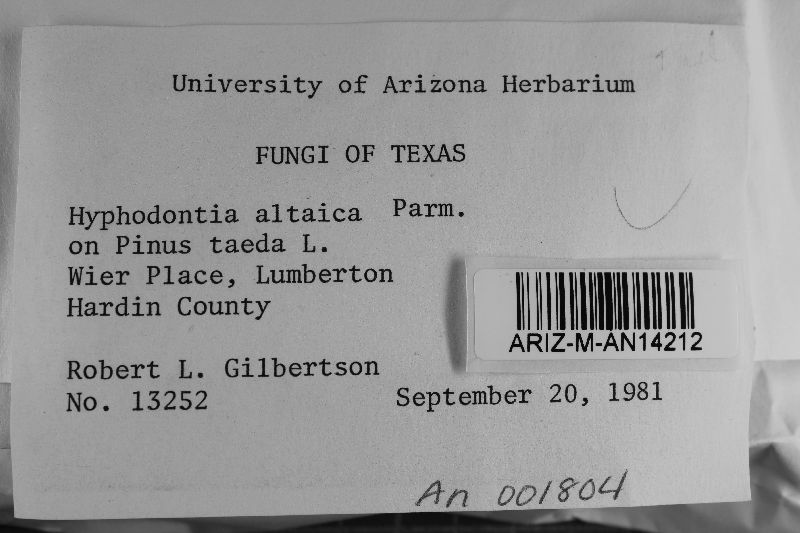 University of Arizona Herbarium
FUNGI OF TEXAS
Hyphodontia altaica Parm.
on Pinus taeda L.
Wier Place, Lumberton
Hardin County
ARIZ-M-AN14212
Robert L. Gilbertson
No. 13252
September 20, 1981
An 001804